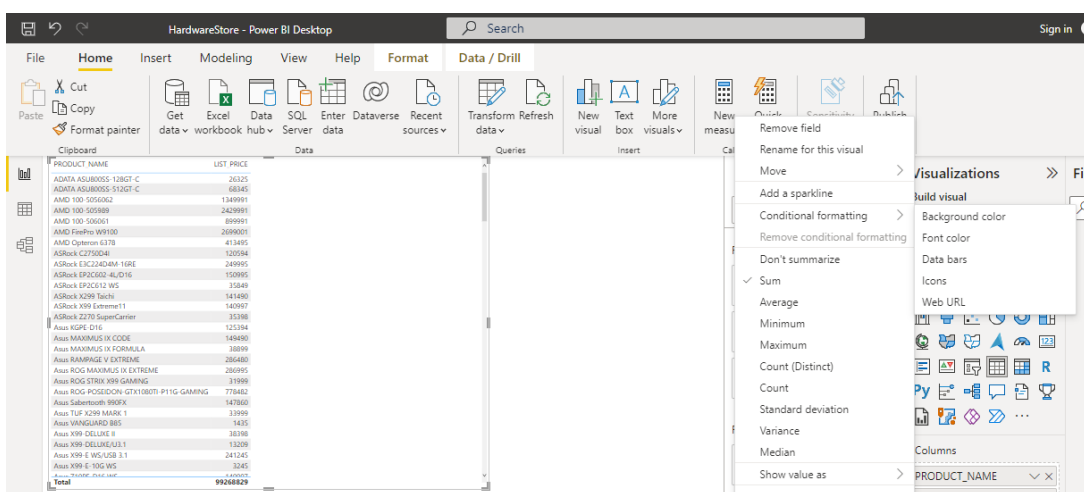 HardwareStore - Power BI Desktop
Search
Sign in
File Home Insert Modeling View Help Format Data / Drill
Paste
Cut
Copy
Format painter
Clipboard
Get data
Excel workbook
Data hub
SQL Server
Enter data
Dataverse
Recent sources
Data
Transform data
Refresh
Queries
New visual
Text box
More visuals
Insert
New
Quick
Sensitivity
Publish
PRODUCT_NAME LIST_PRICE
ADATA ASU800SS-128GT-C 26325
ADATA ASU800SS-512GT-C 68345
AMD 100-5056062 1349991
AMD 100-505989 2429991
AMD 100-506061 899991
AMD FirePro W9100 2699001
AMD Opteron 6378 413495
ASRock C2750D4I 120594
ASRock E3C224D4M-16RE 249995
ASRock EP2C602-4L/D16 150995
ASRock EP2C612 WS 35849
ASRock X299 Taichi 141490
ASRock X99 Extreme11 140997
ASRock Z270 SuperCarrier 35398
Asus KGPE-D16 125394
Asus MAXIMUS IX CODE 149490
Asus MAXIMUS IX FORMULA 38899
Asus RAMPAGE V EXTREME 286480
Asus ROG MAXIMUS IX EXTREME 286995
Asus ROG STRIX X99 GAMING 31999
Asus ROG-POSEIDON-GTX1080TI-P11G-GAMING 778482
Asus Sabertooth 990FX 147860
Asus TUF X299 MARK 1 33999
Asus VANGUARD B85 1435
Asus X99-DELUXE II 38398
Asus X99-DELUXE/U3.1 13209
Asus X99-E WS/USB 3.1 241245
Asus X99-E-10G WS 3245
Total 99268829
Remove field
Rename for this visual
Move
Add a sparkline
Conditional formatting
Remove conditional formatting
Don't summarize
Sum
Average
Minimum
Maximum
Count (Distinct)
Count
Standard deviation
Variance
Median
Show value as
Background color
Font color
Data bars
Icons
Web URL
Visualizations
Build visual
123
R
Py
Columns
PRODUCT_NAME